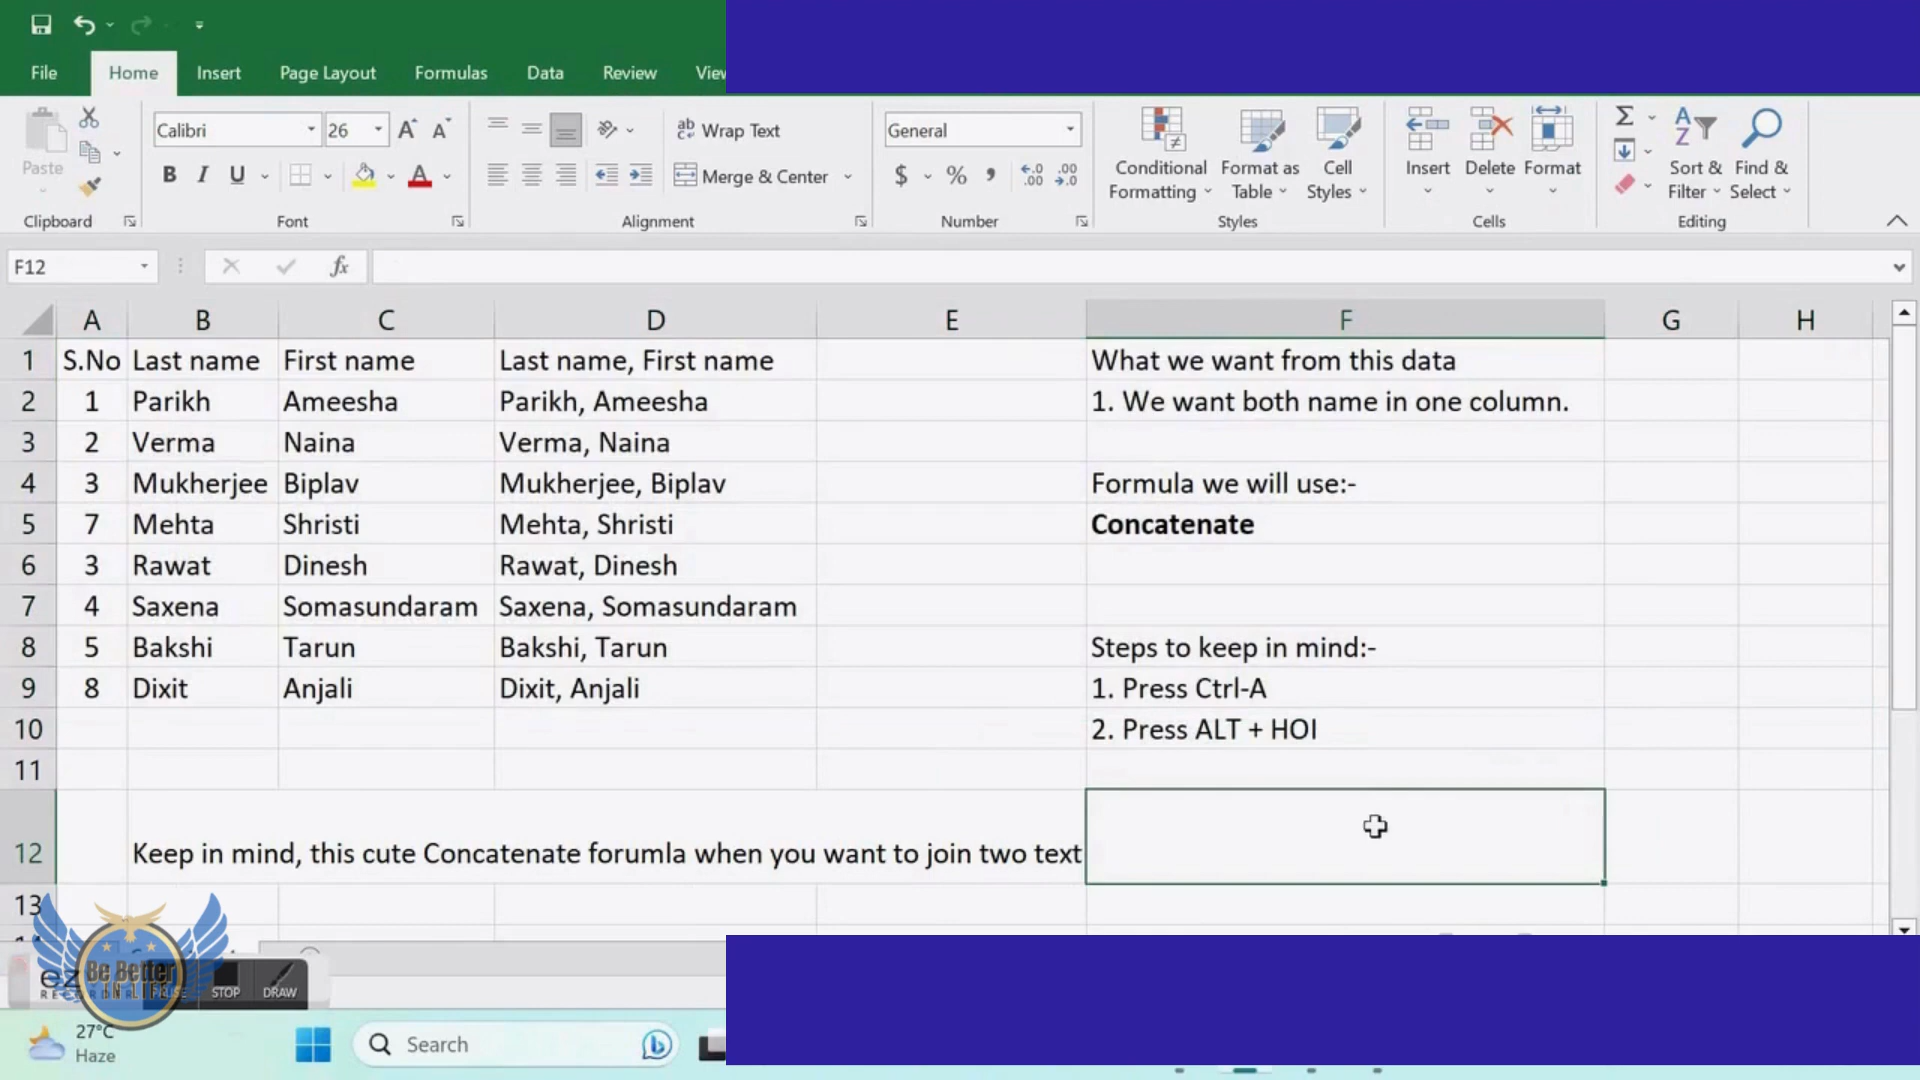 File Home Insert Page Layout Formulas Data Review View
Paste
Clipboard
Calibri 26
B I U A
Font
Wrap Text
Merge & Center
Alignment
General
$ % ,
Number
Conditional Formatting
Format as Table
Cell Styles
Styles
Insert Delete Format
Cells
Sort & Filter
Find & Select
Editing
F12 fx
A B C D E F G H
1 S.No Last name First name Last name, First name What we want from this data
2 1 Parikh Ameesha Parikh, Ameesha 1. We want both name in one column.
3 2 Verma Naina Verma, Naina
4 3 Mukherjee Biplav Mukherjee, Biplav Formula we will use:-
5 7 Mehta Shristi Mehta, Shristi Concatenate
6 3 Rawat Dinesh Rawat, Dinesh
7 4 Saxena Somasundaram Saxena, Somasundaram
8 5 Bakshi Tarun Bakshi, Tarun Steps to keep in mind:-
9 8 Dixit Anjali Dixit, Anjali 1. Press Ctrl-A
10 2. Press ALT + HOI
11
12 Keep in mind, this cute Concatenate forumla when you want to join two text
13
Be Better
IN LIFE
STOP DRAW
27°C
Haze
Search